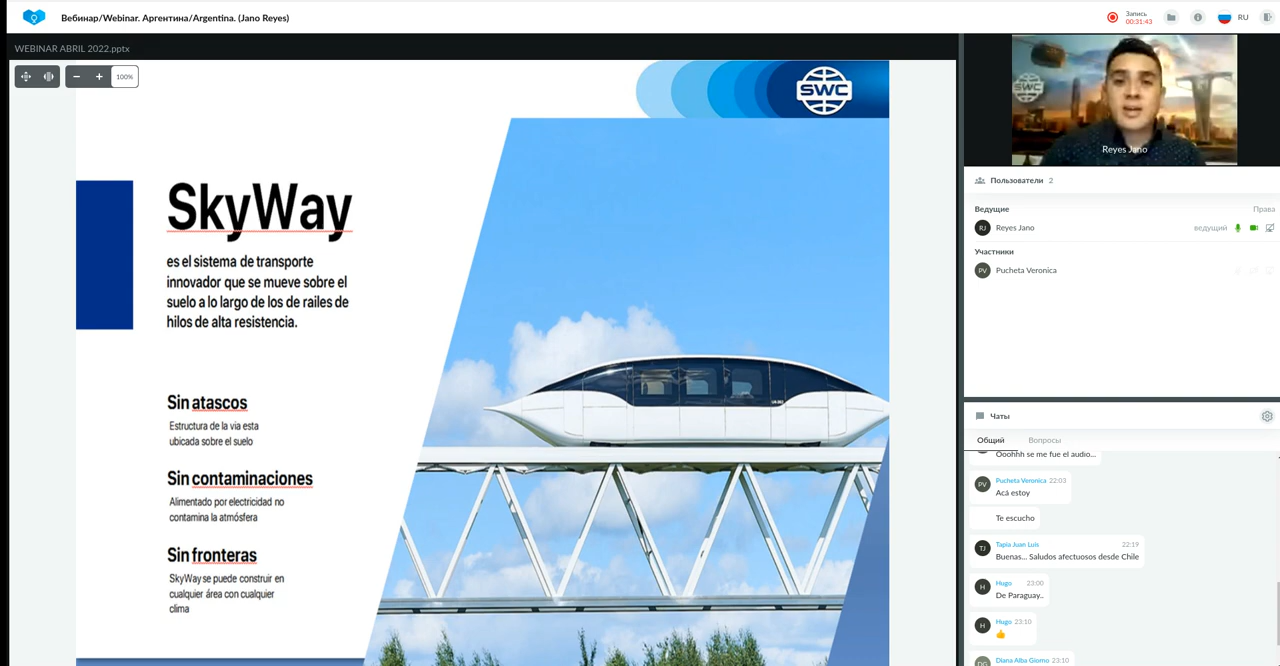 Вебинар/Webinar. Аргентина/Argentina. (Jano Reyes)
Запись
00:31:43
RU
WEBINAR ABRIL 2022.pptx
100%
SWC
SkyWay
es el sistema de transporte
innovador que se mueve sobre el
suelo a lo largo de los de railes de
hilos de alta resistencia.
Sin atascos
Estructura de la via esta
ubicada sobre el suelo
Sin contaminaciones
Alimentado por electricidad no
contamina la atmósfera
Sin fronteras
SkyWay se puede construir en
cualquier área con cualquier
clima
SWC
Reyes Jano
Пользователи 2
Ведущие Права
RJ Reyes Jano ведущий
Участники
PV Pucheta Veronica
Чаты
Общий Вопросы
Ooohhh se me fue el audio...
PV Pucheta Veronica 22:03
Acá estoy
Te escucho
TJ Tapia Juan Luis 22:19
Buenas... Saludos afectuosos desde Chile
H Hugo 23:00
De Paraguay..
H Hugo 23:10
👍
DG Diana Alba Giorno 23:10